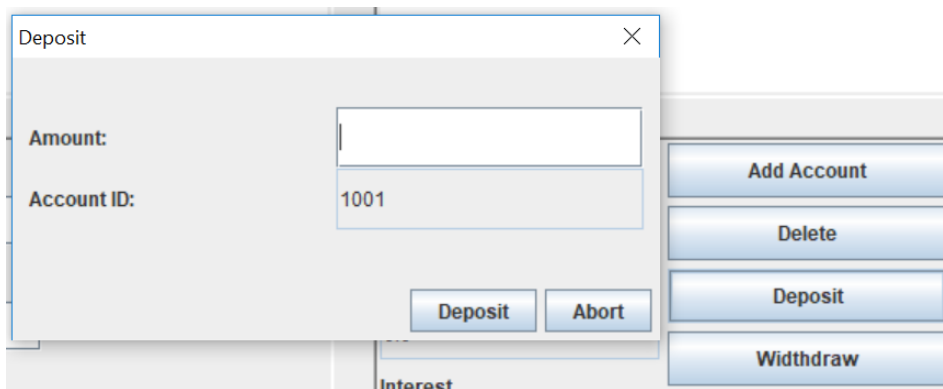 Deposit
Amount:
Account ID:
1001
Deposit
Abort
Add Account
Delete
Deposit
Widthdraw
Interest